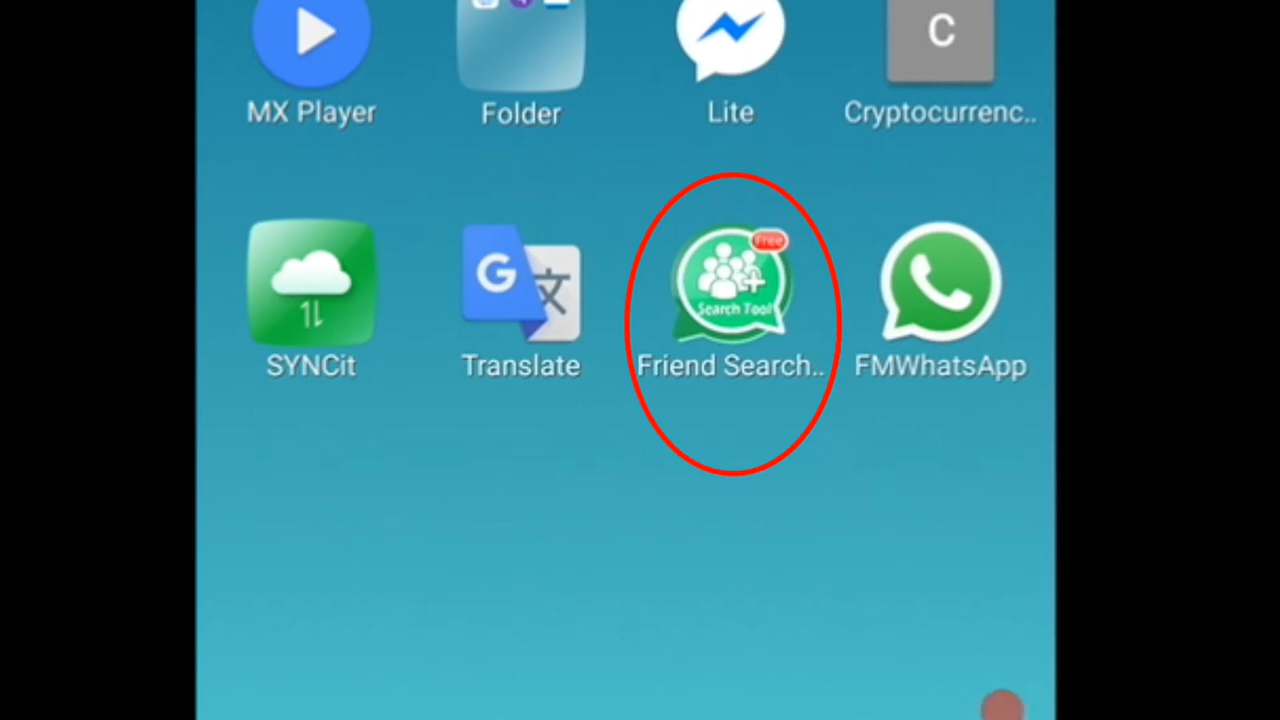 C
MX Player
Folder
Lite
Cryptocurrenc..
Free
Search Tool
G
文
SYNCit
Translate
Friend Search..
FMWhatsApp